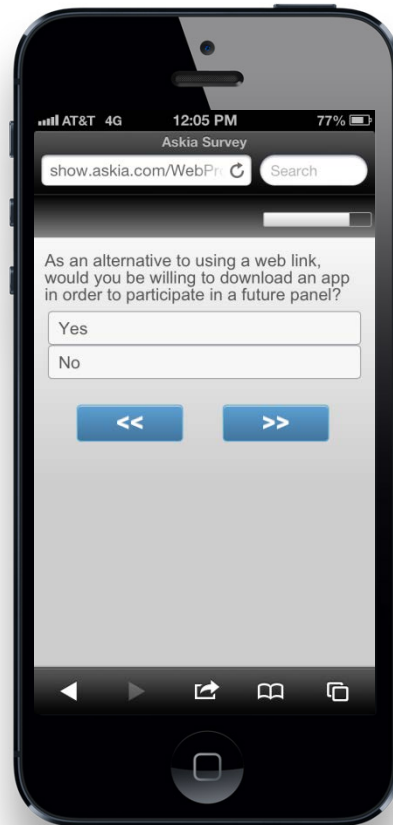 AT&T 4G 12:05 PM 77%
Askia Survey
show.askia.com/WebPr Search
As an alternative to using a web link,
would you be willing to download an app
in order to participate in a future panel?
Yes
No
<< >>